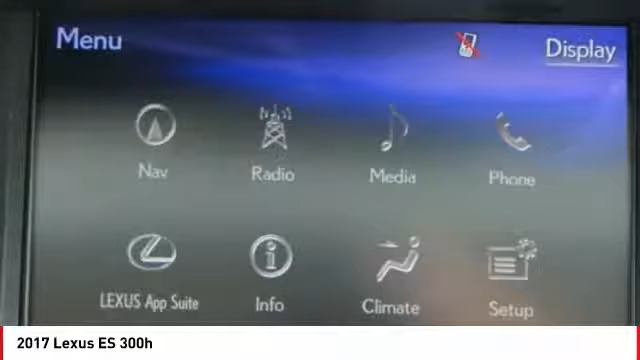 Menu
Display
Nav
Radio
Media
Phone
LEXUS App Suite
Info
Climate
Setup
2017 Lexus ES 300h